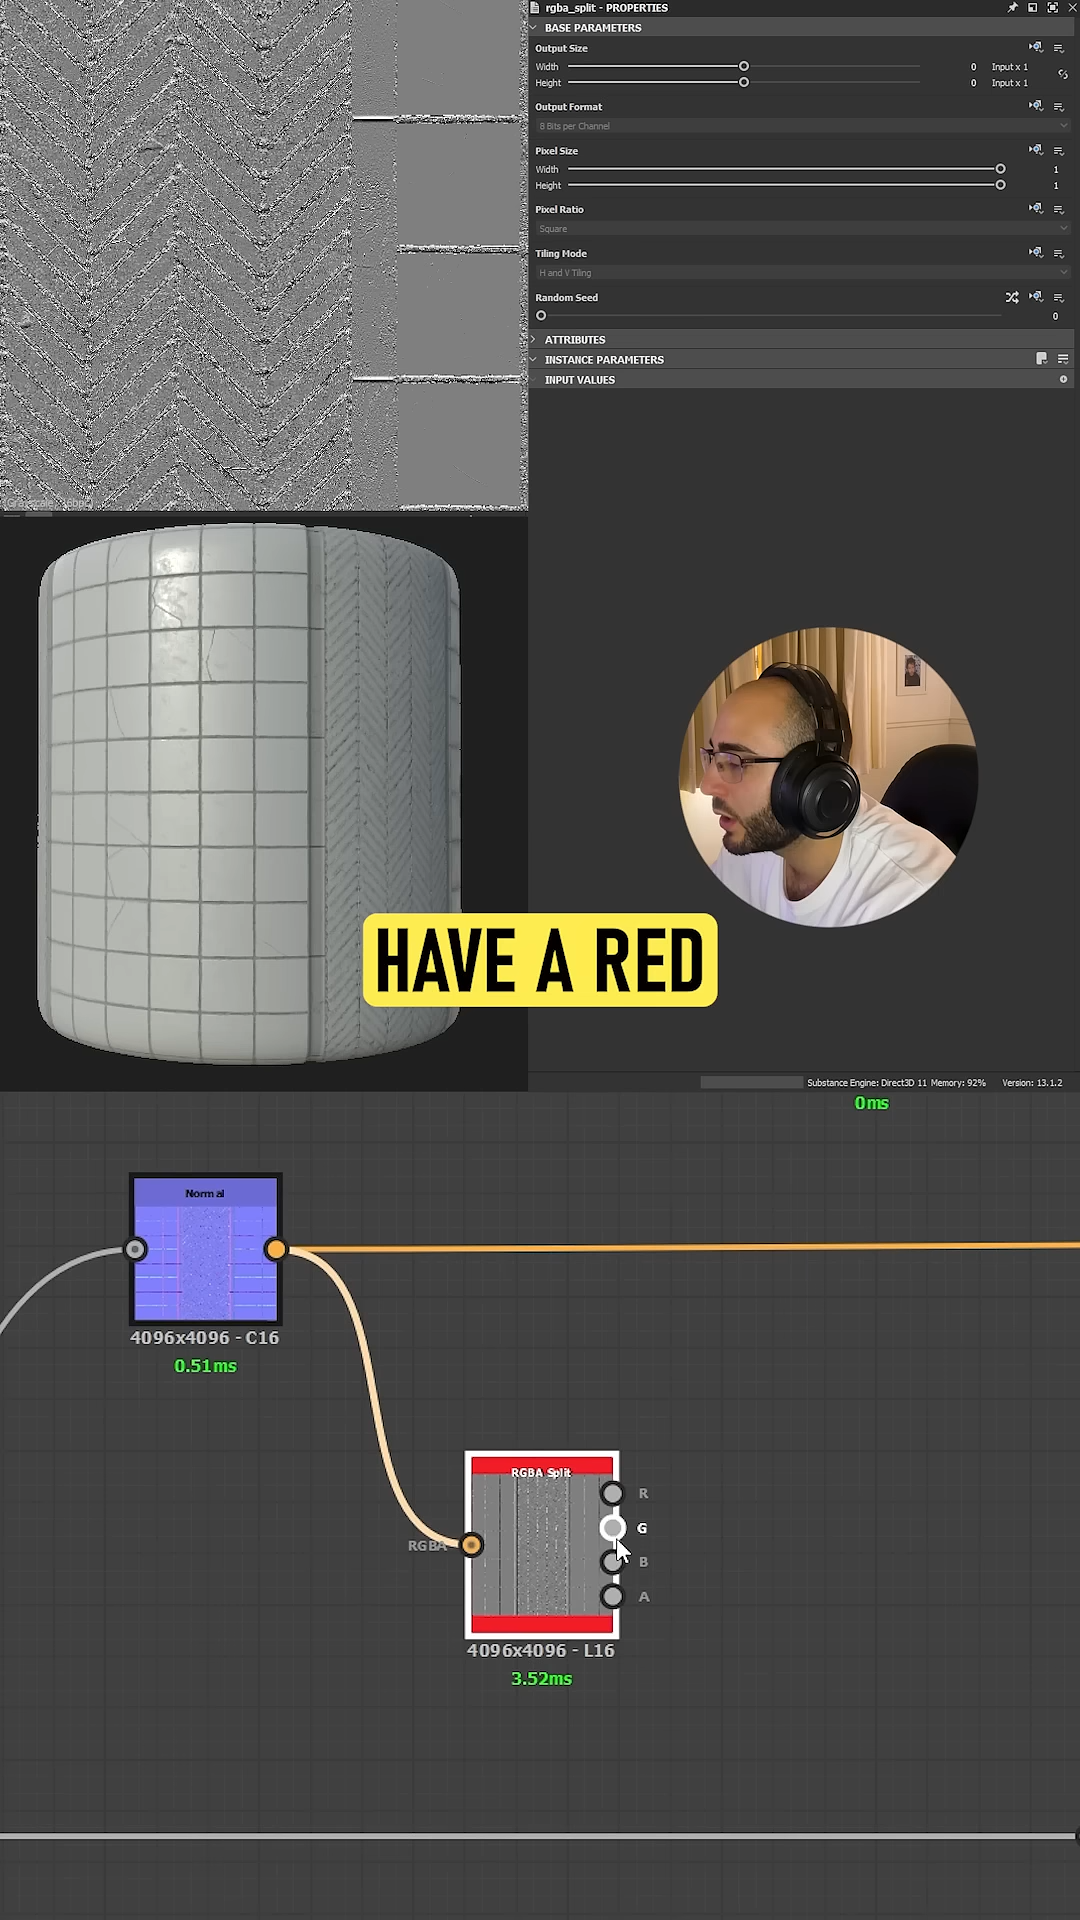 rgba_split - PROPERTIES
BASE PARAMETERS
Output Size
Width 0 Input x 1
Height 0 Input x 1
Output Format
8 Bits per Channel
Pixel Size
Width 1
Height 1
Pixel Ratio
Square
Tiling Mode
H and V Tiling
Random Seed
0
ATTRIBUTES
INSTANCE PARAMETERS
INPUT VALUES
HAVE A RED
Substance Engine: Direct3D 11 Memory: 92% Version: 13.1.2
0ms
Normal
4096x4096 - C16
0.51ms
RGBA Split
R
G
RGBA
B
A
4096x4096 - L16
3.52ms